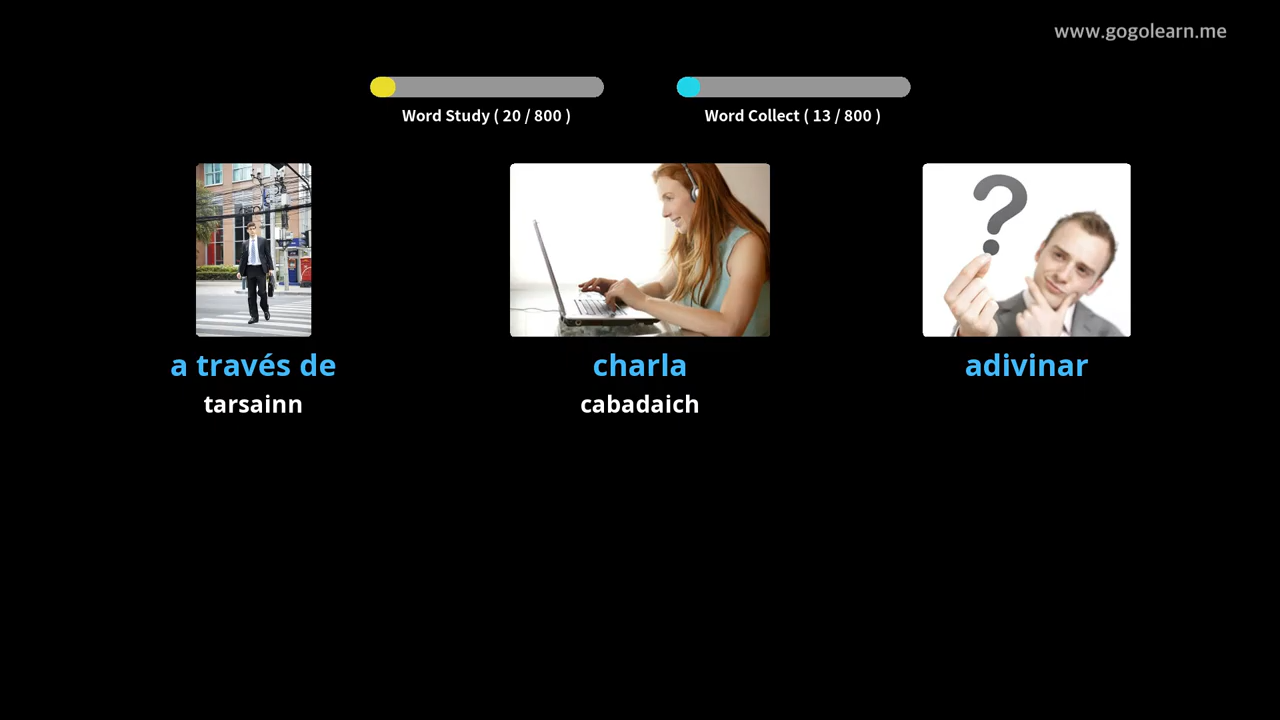 www.gogolearn.me
Word Study ( 20 / 800 )
Word Collect ( 13 / 800 )
a través de
tarsainn
charla
cabadaich
adivinar